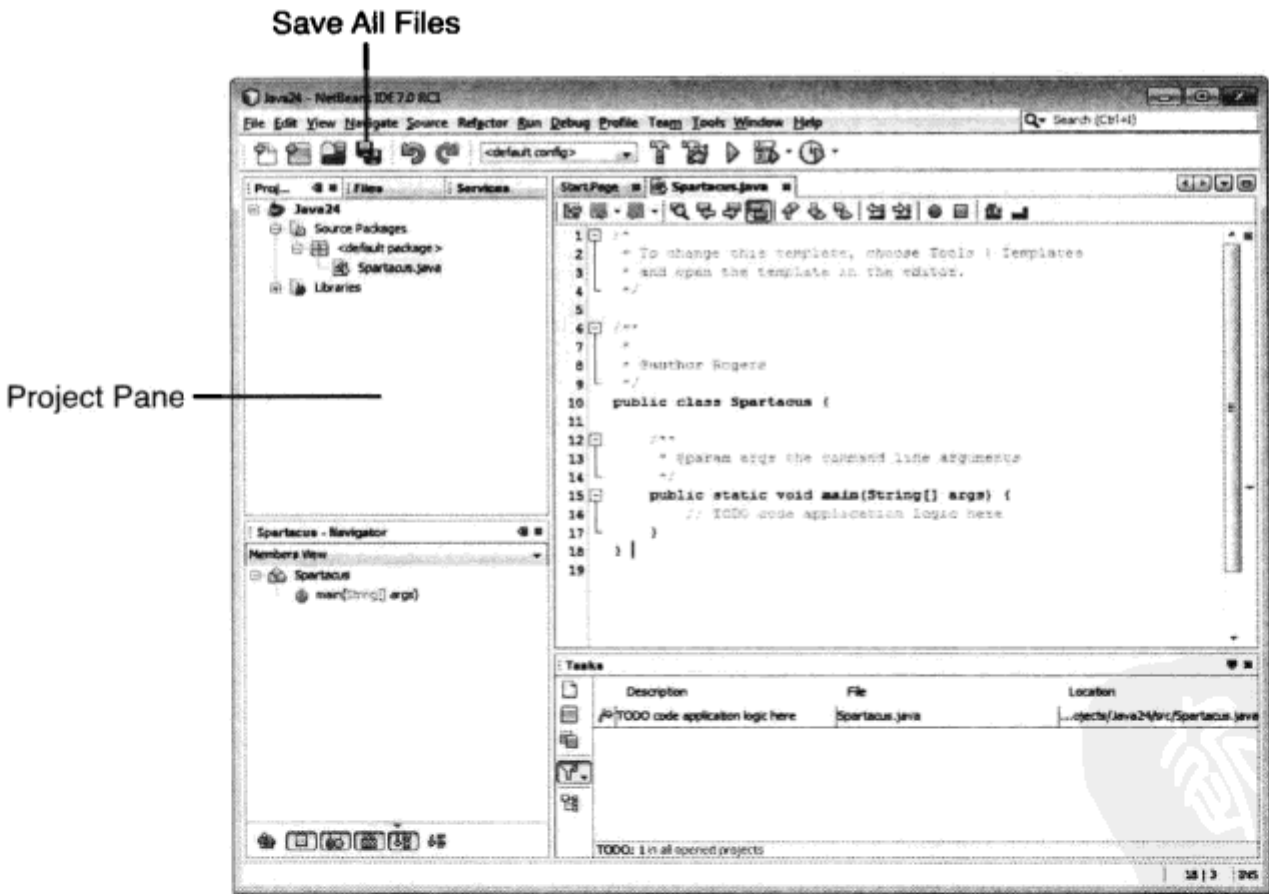 Save All Files
Java24 - NetBeans IDE 7.0 RC1
File Edit View Navigate Source Refactor Run Debug Profile Team Tools Window Help
Search (Ctrl+I)
<default config>
Proj... Files Services
Start Page Spartacus.java
Java24
Source Packages
<default package>
Spartacus.java
Libraries
Project Pane
1 /*
2 * To change this template, choose Tools | Templates
3 * and open the template in the editor.
4 */
5
6 /**
7 *
8 * @author Rogers
9 */
10 public class Spartacus {
11
12 /**
13 * @param args the command line arguments
14 */
15 public static void main(String[] args) {
16 // TODO code application logic here
17 }
18 }
19
Spartacus - Navigator
Members View
Spartacus
main(String[] args)
Tasks
Description File Location
TODO code application logic here Spartacus.java ...ojects/Java24/src/Spartacus.java
TODO: 1 in all opened projects
18 | 3 INS